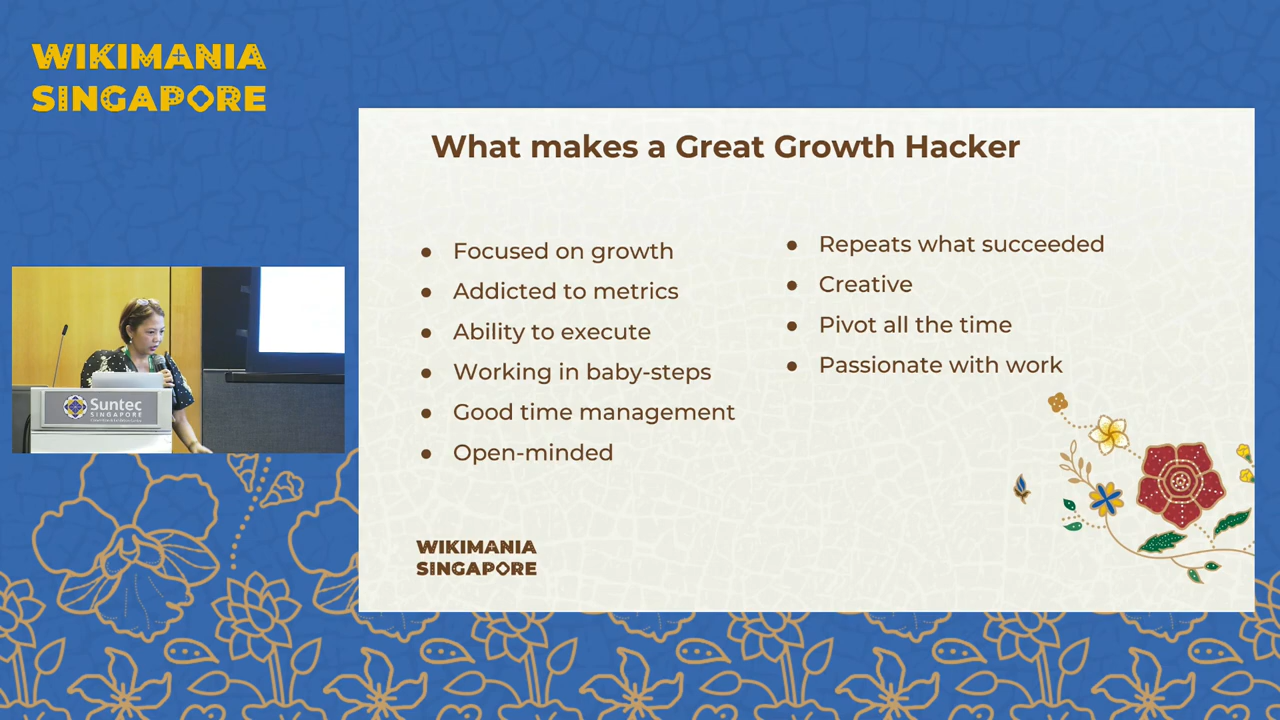 WIKIMANIA
SINGAPORE
What makes a Great Growth Hacker
● Focused on growth
● Addicted to metrics
● Ability to execute
● Working in baby-steps
● Good time management
● Open-minded
● Repeats what succeeded
● Creative
● Pivot all the time
● Passionate with work
Suntec
SINGAPORE
WIKIMANIA
SINGAPORE